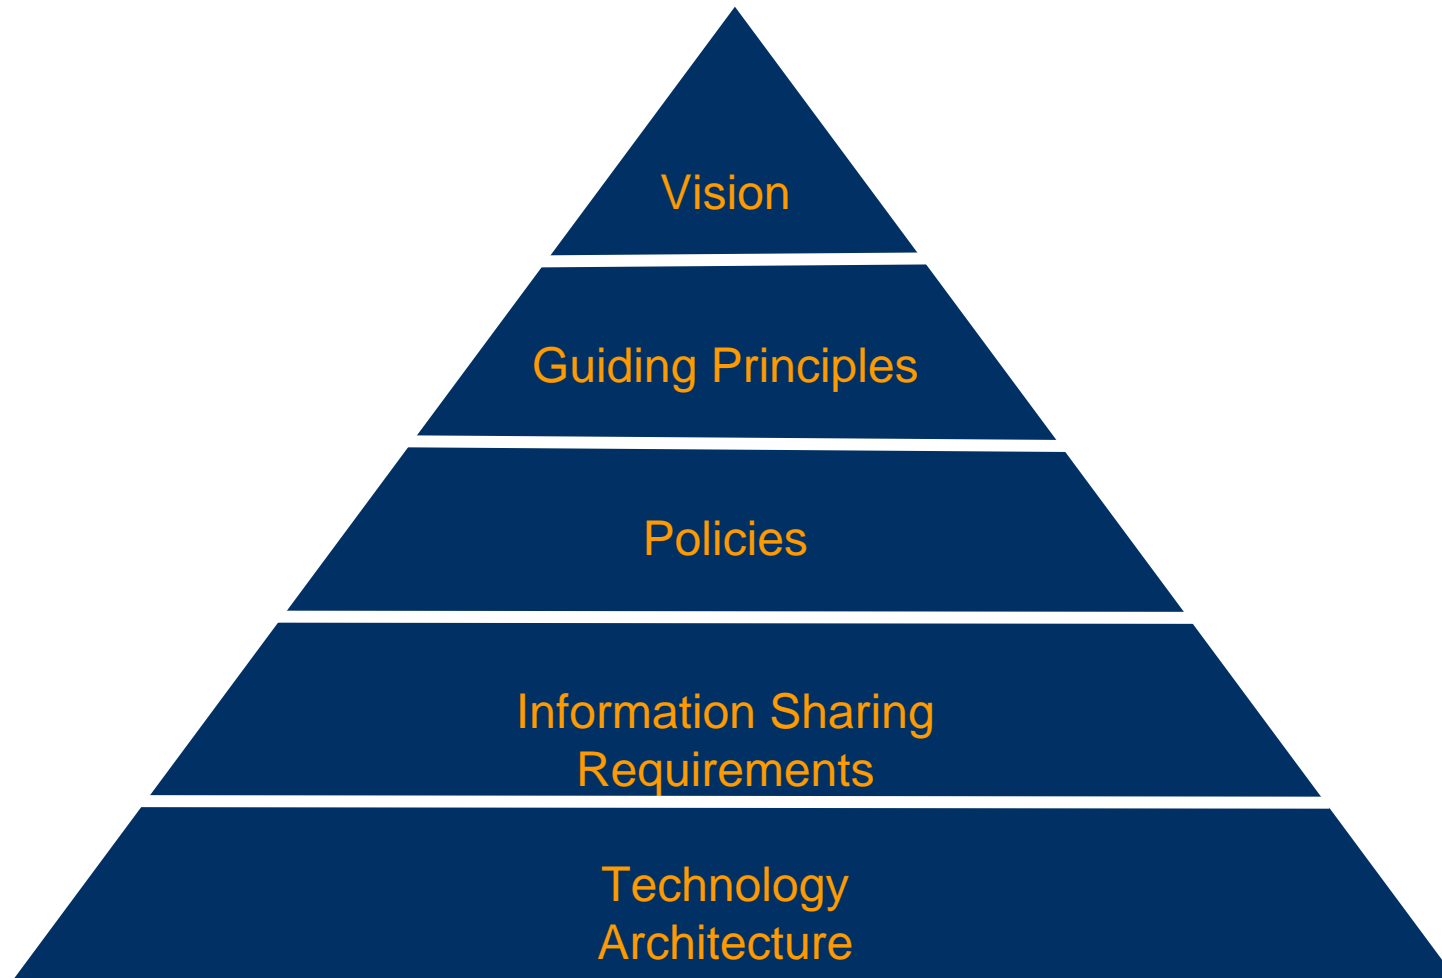 Vision
Guiding Principles
Policies
Information Sharing
Requirements
Technology
Architecture